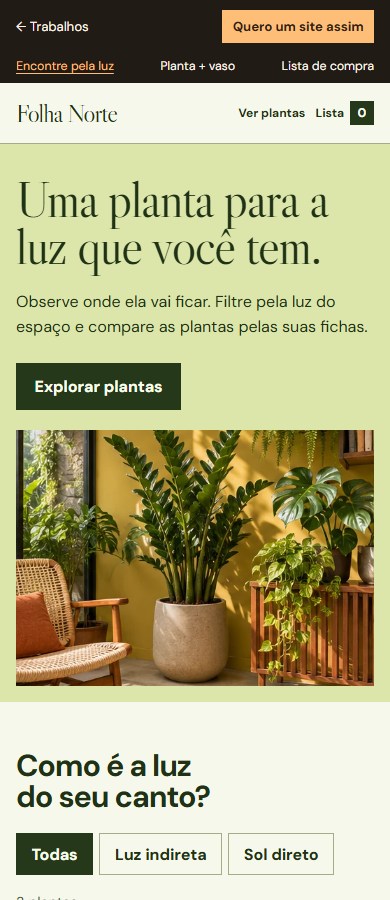 ← Trabalhos
Quero um site assim
Encontre pela luz
Planta + vaso
Lista de compra
Folha Norte
Ver plantas
Lista
0
Uma planta para a
luz que você tem.
Observe onde ela vai ficar. Filtre pela luz do
espaço e compare as plantas pelas suas fichas.
Explorar plantas
Como é a luz
do seu canto?
Todas
Luz indireta
Sol direto